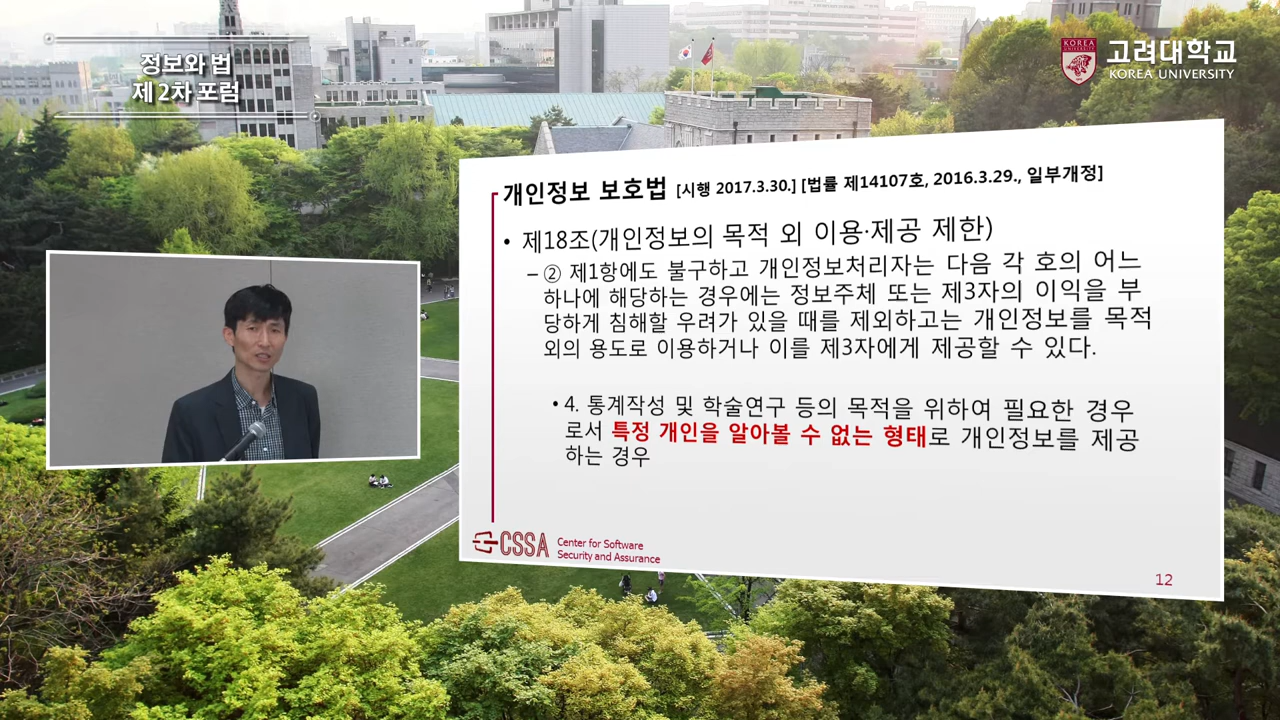 정보와 법
제 2차 포럼
KOREA
UNIVERSITY
고려대학교
KOREA UNIVERSITY
개인정보 보호법 [시행 2017.3.30.] [법률 제14107호, 2016.3.29., 일부개정]
• 제18조(개인정보의 목적 외 이용·제공 제한)
– ② 제1항에도 불구하고 개인정보처리자는 다음 각 호의 어느
하나에 해당하는 경우에는 정보주체 또는 제3자의 이익을 부
당하게 침해할 우려가 있을 때를 제외하고는 개인정보를 목적
외의 용도로 이용하거나 이를 제3자에게 제공할 수 있다.
• 4. 통계작성 및 학술연구 등의 목적을 위하여 필요한 경우
로서 특정 개인을 알아볼 수 없는 형태로 개인정보를 제공
하는 경우
CSSA Center for Software
Security and Assurance
12